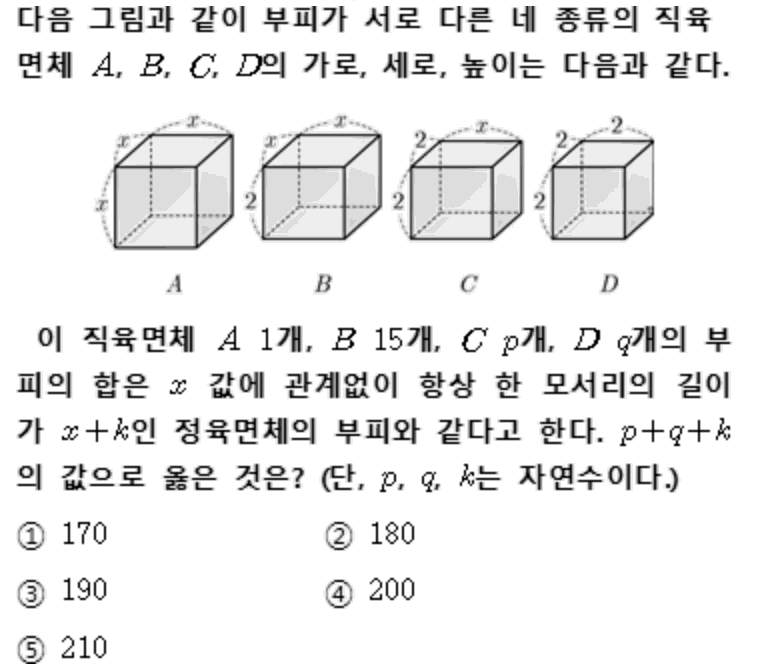 다음 그림과 같이 부피가 서로 다른 네 종류의 직육
면체 A, B, C, D의 가로, 세로, 높이는 다음과 같다.
x x x x 2 x 2 2
x 2 2 2
A B C D
이 직육면체 A 1개, B 15개, C p개, D q개의 부
피의 합은 x 값에 관계없이 항상 한 모서리의 길이
가 x+k인 정육면체의 부피와 같다고 한다. p+q+k
의 값으로 옳은 것은? (단, p, q, k는 자연수이다.)
① 170 ② 180
③ 190 ④ 200
⑤ 210